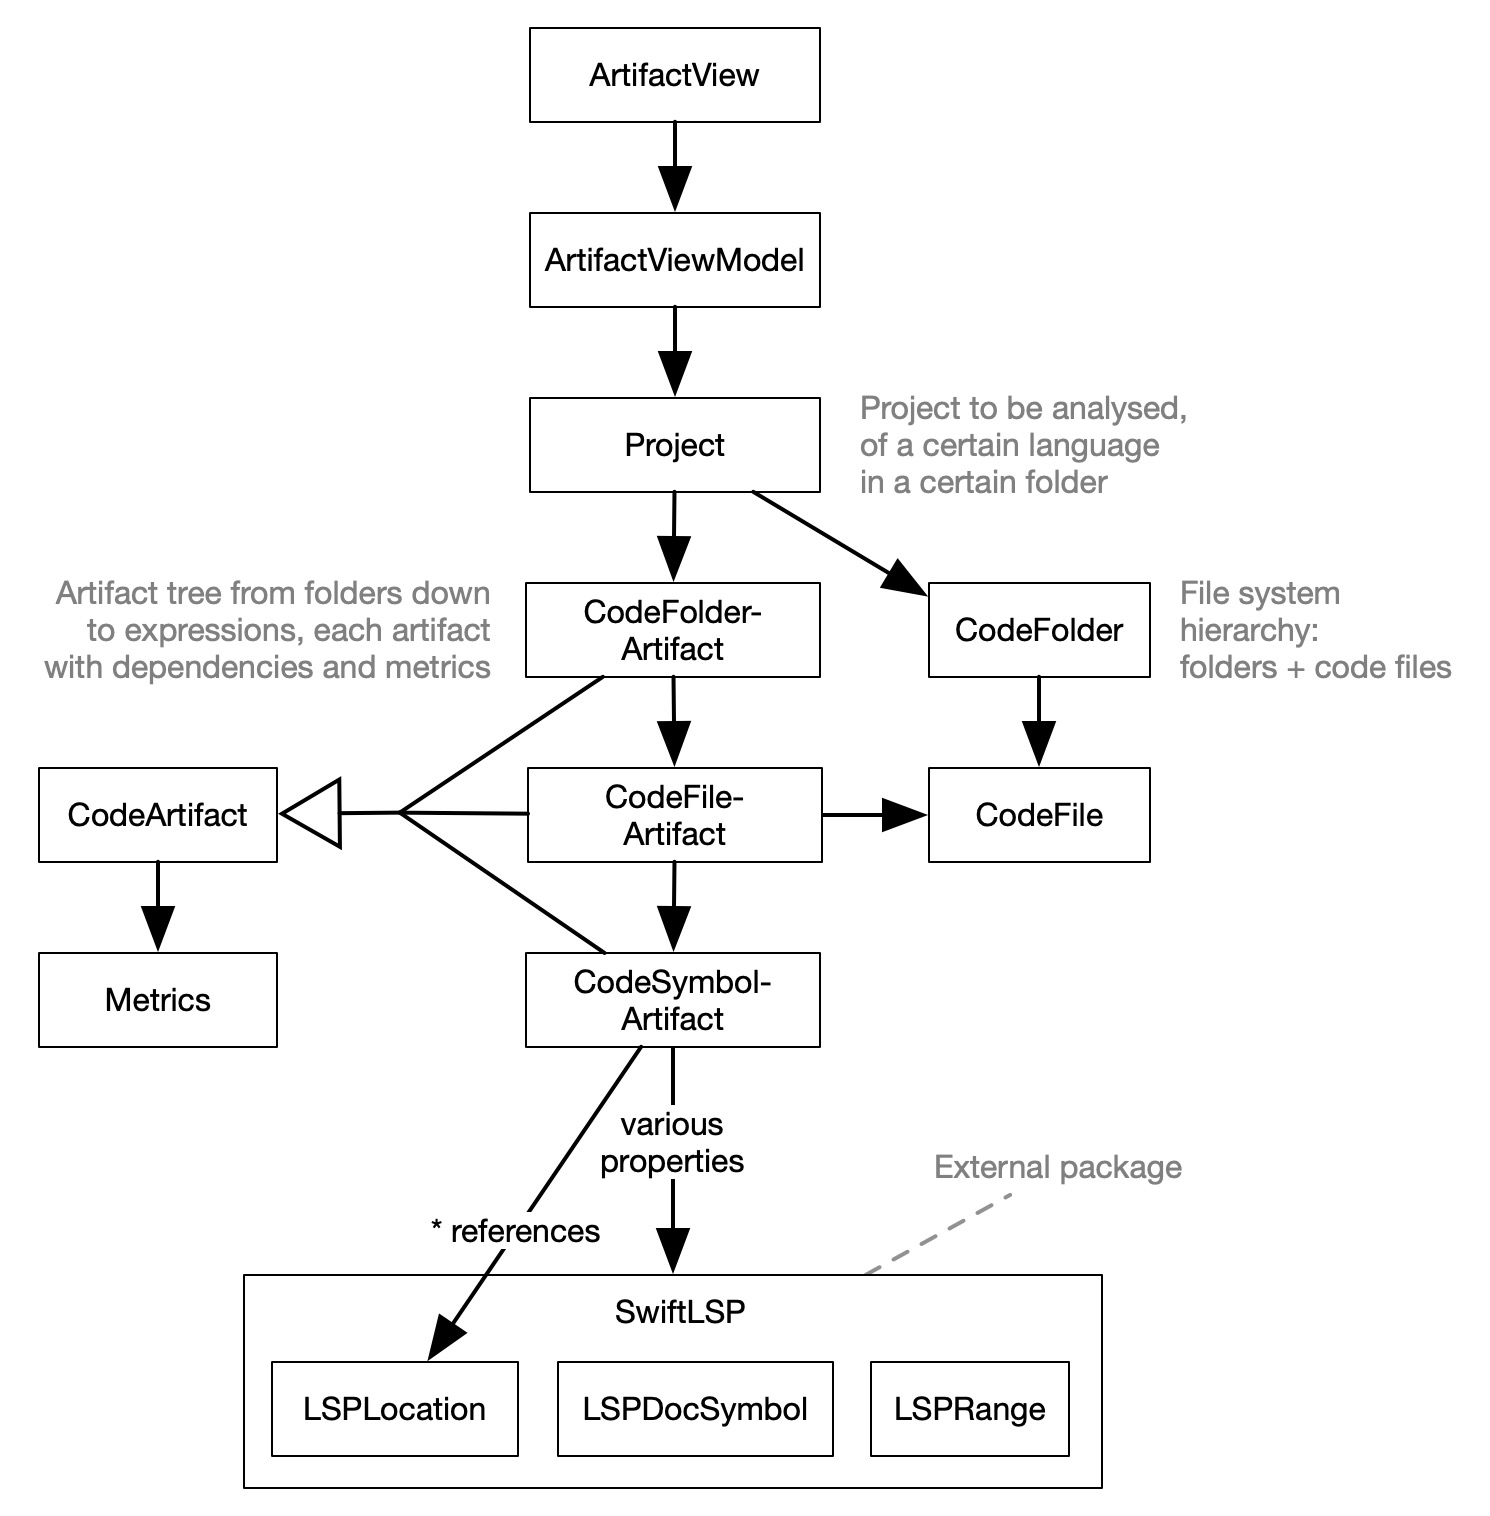 ArtifactView
ArtifactViewModel
Project
Project to be analysed,
of a certain language
in a certain folder
Artifact tree from folders down
to expressions, each artifact
with dependencies and metrics
CodeFolder-
Artifact
CodeFolder
File system
hierarchy:
folders + code files
CodeArtifact
CodeFile-
Artifact
CodeFile
Metrics
CodeSymbol-
Artifact
various
properties
* references
External package
SwiftLSP
LSPLocation
LSPDocSymbol
LSPRange